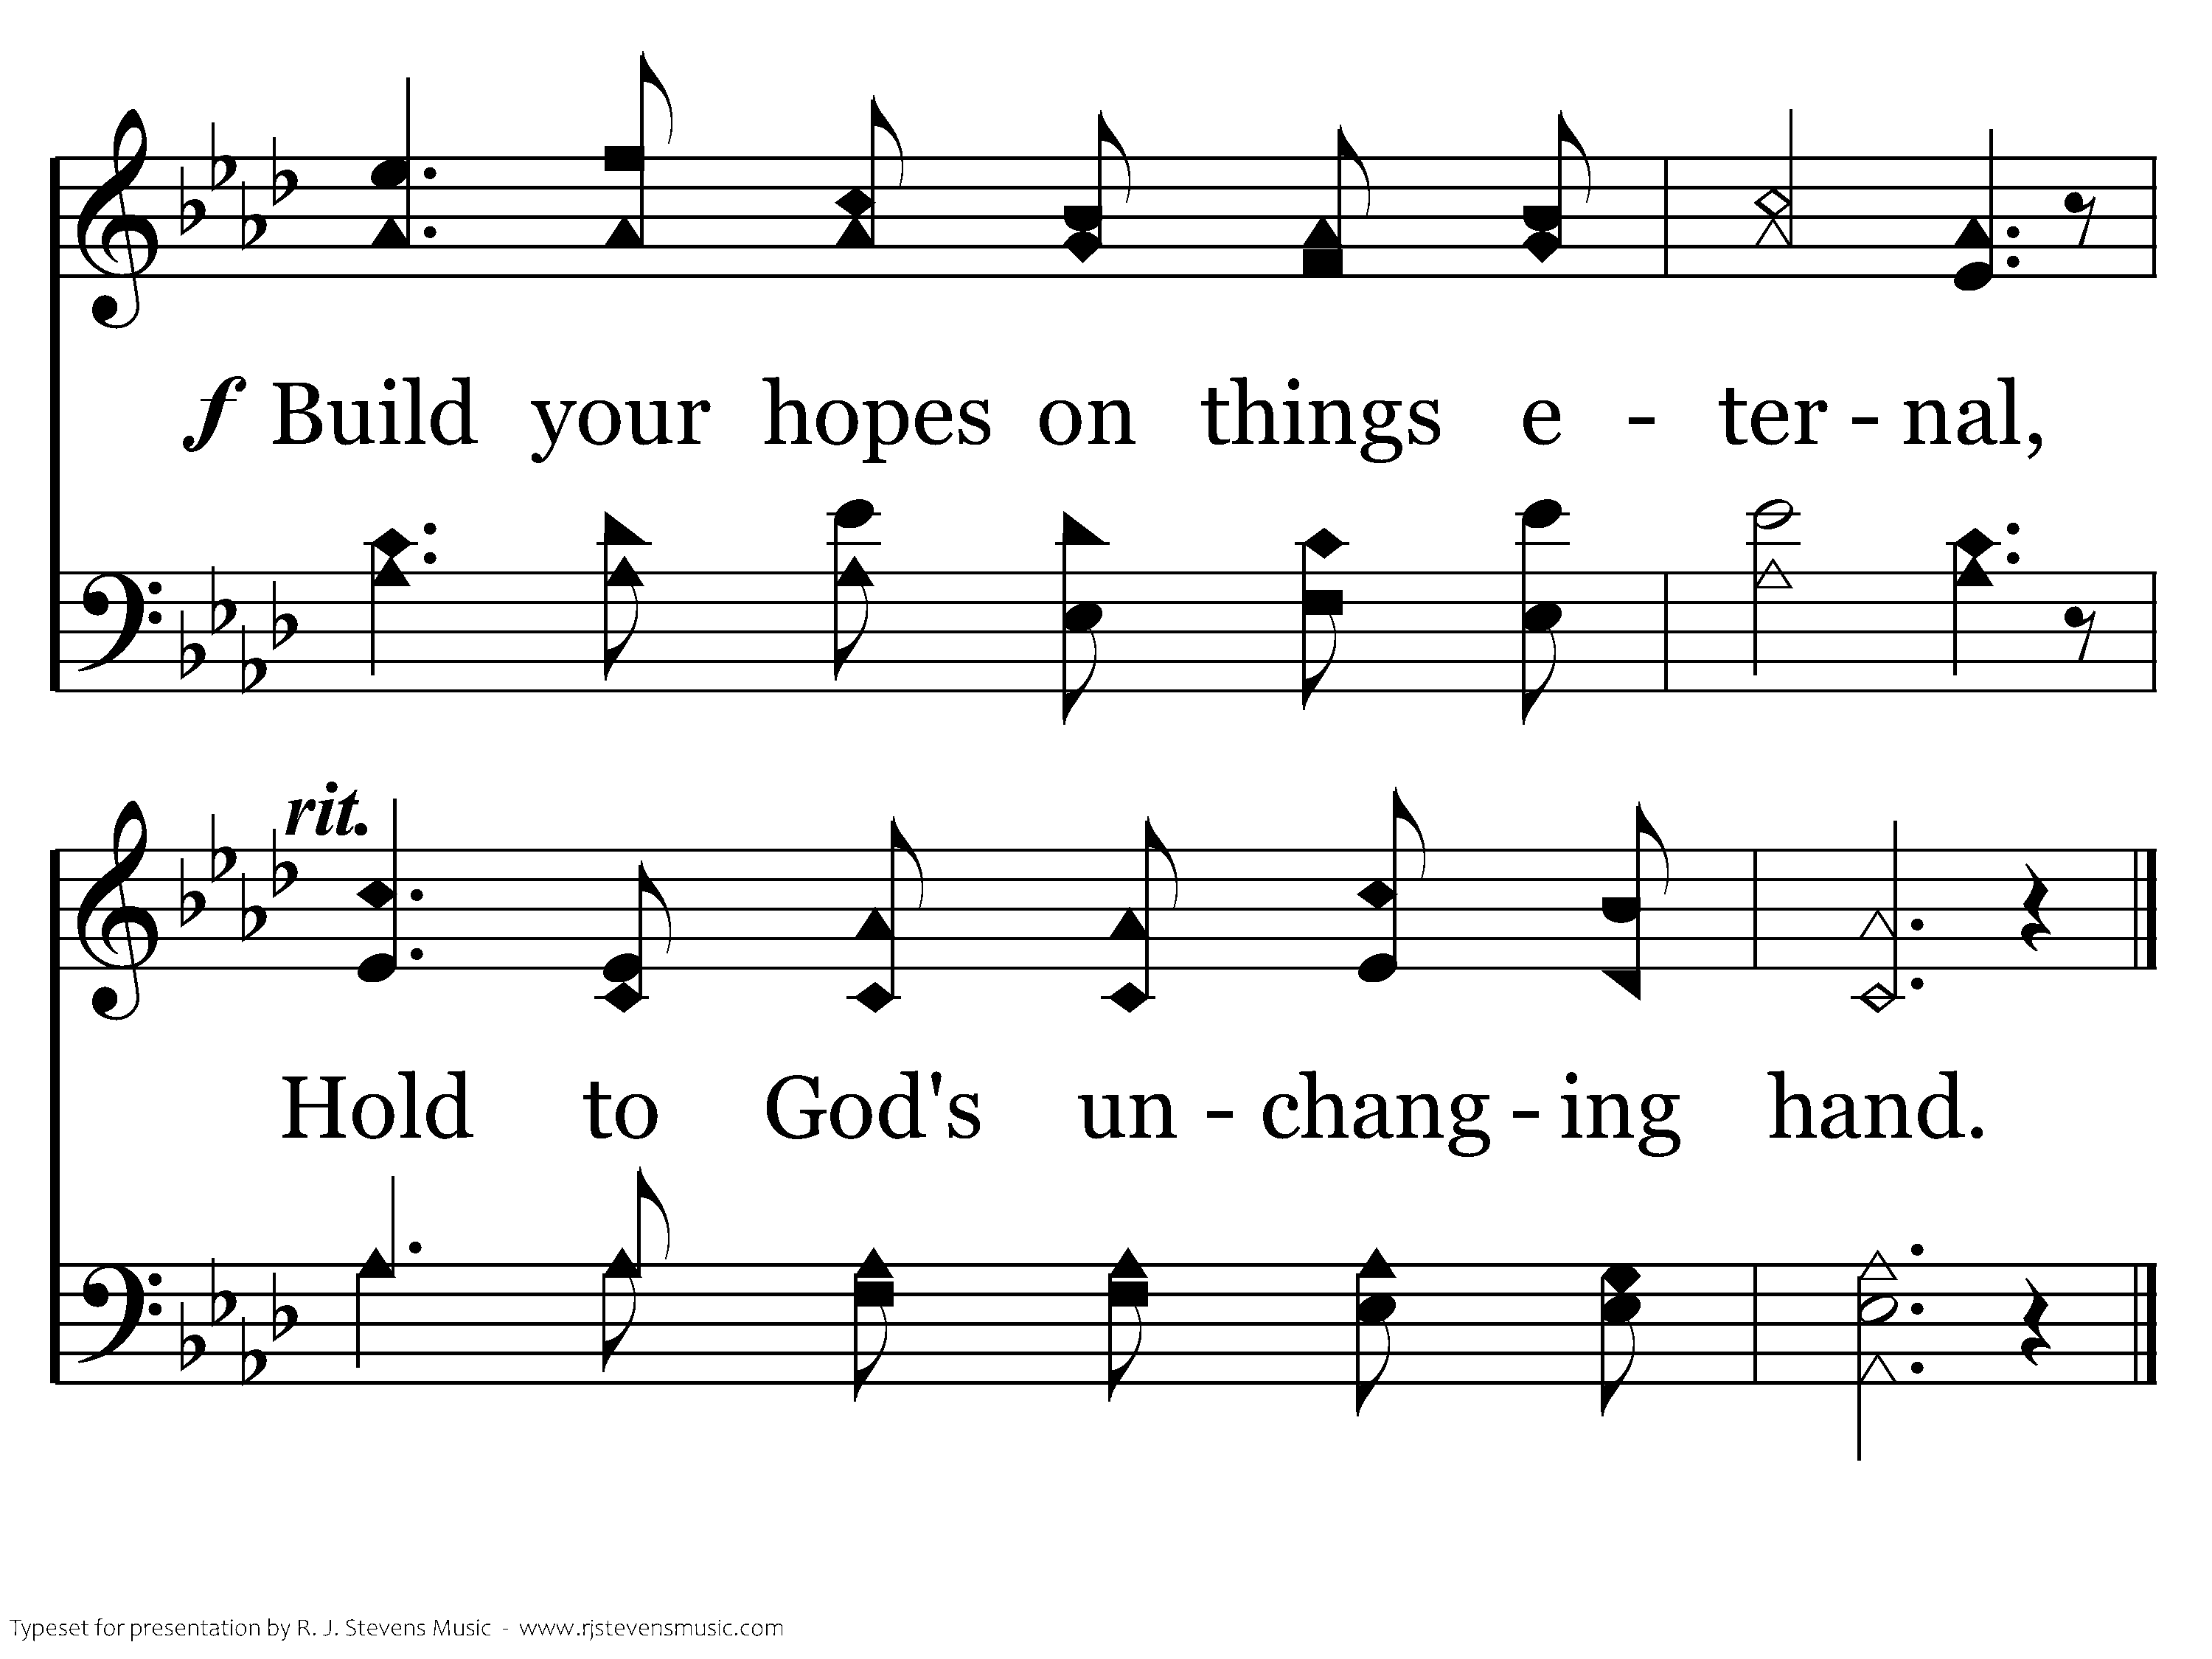 f Build your hopes on things e - ter - nal,
rit.
Hold to God's un - chang - ing hand.
Typeset for presentation by R. J. Stevens Music - www.rjstevensmusic.com